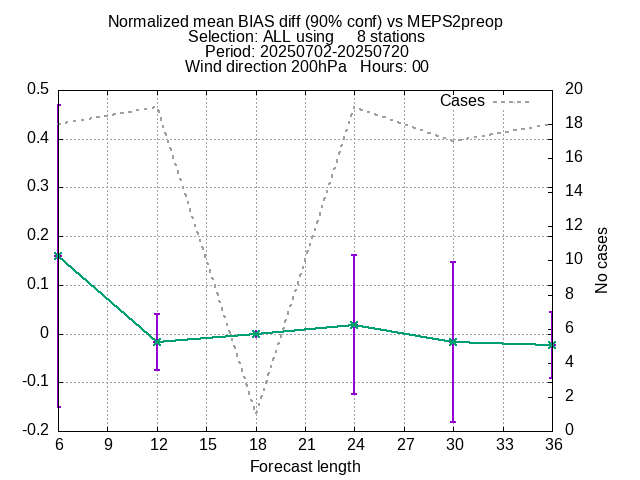 Normalized mean BIAS diff (90% conf) vs MEPS2preop
Selection: ALL using     8 stations
Period: 20250702-20250720
Wind direction 200hPa   Hours: 00
Cases
0.5
0.4
0.3
0.2
0.1
0
-0.1
-0.2
20
18
16
14
12
10
8
6
4
2
0
No cases
6 9 12 15 18 21 24 27 30 33 36
Forecast length